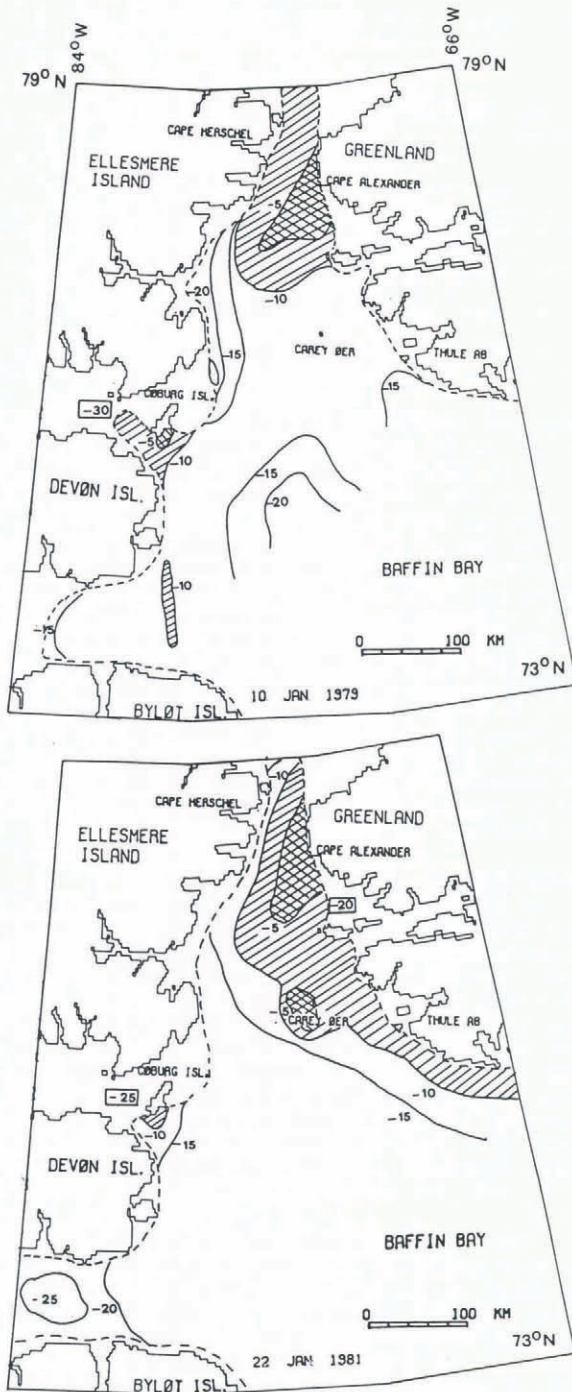 84°W
66°W
79°N
79°N
CAPE HERSCHEL
GREENLAND
ELLESMERE
ISLAND
CAPE ALEXANDER
-5
-20
-10
-15
CAREY ØER
THULE AB
-15
CØBURG ISL.
-30
-5
-10
-15
-20
DEVØN ISL.
BAFFIN BAY
-10
-15
0 100 KM
73°N
10 JAN 1979
BYLØT ISL.
-10
CAPE HERSCHEL
GREENLAND
ELLESMERE
ISLAND
CAPE ALEXANDER
-20
-5
-5
CAREY ØER
THULE AB
CØBURG ISL.
-25
-10
-10
-15
-15
DEVØN ISL.
BAFFIN BAY
-25
-20
0 100 KM
73°N
22 JAN 1981
BYLØT ISL.